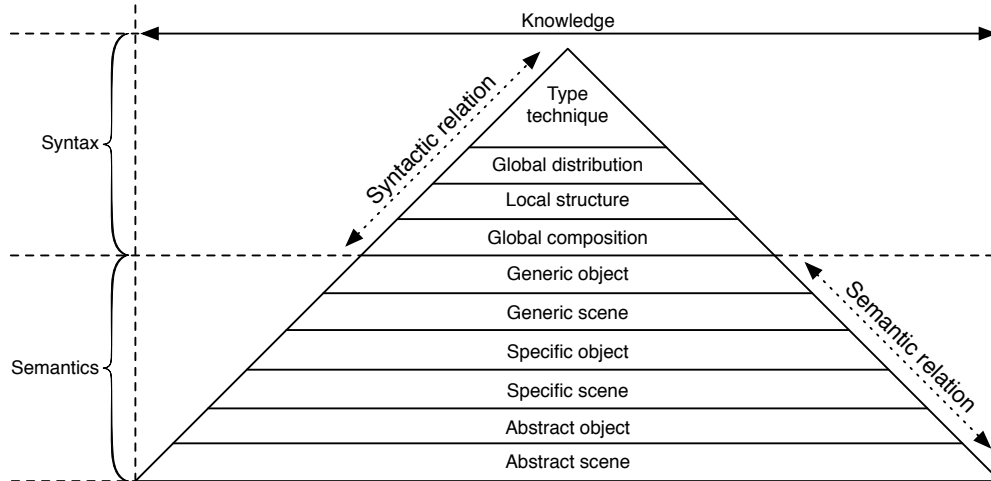 Knowledge
Type
technique
Syntactic relation
Syntax
Global distribution
Local structure
Global composition
Generic object
Generic scene
Semantic relation
Specific object
Semantics
Specific scene
Abstract object
Abstract scene